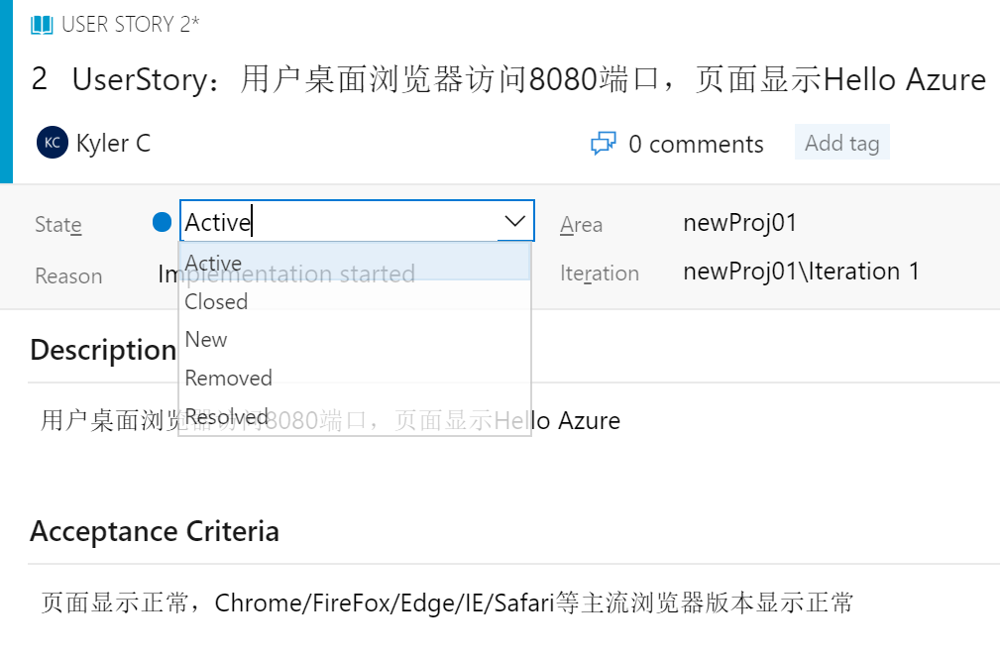 USER STORY 2*
2 UserStory：用户桌面浏览器访问8080端口，页面显示Hello Azure
KC Kyler C
0 comments
Add tag
State
Active
Area
newProj01
Reason
Implementation started
Iteration
newProj01\Iteration 1
Active
Closed
New
Removed
Resolved
Description
用户桌面浏览器访问8080端口，页面显示Hello Azure
Acceptance Criteria
页面显示正常，Chrome/FireFox/Edge/IE/Safari等主流浏览器版本显示正常